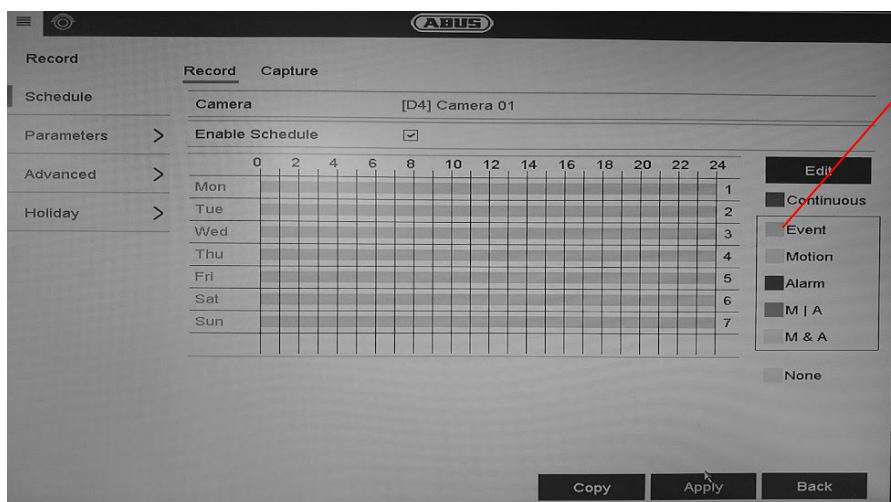 ABUS
Record
Record Capture
Schedule
Camera [D4] Camera 01
Parameters >
Enable Schedule
0 2 4 6 8 10 12 14 16 18 20 22 24
Advanced >
Edit
Mon 1
Continuous
Holiday >
Tue 2
Wed 3
Event
Thu 4
Motion
Fri 5
Alarm
Sat 6
M | A
Sun 7
M & A
None
Copy Apply Back